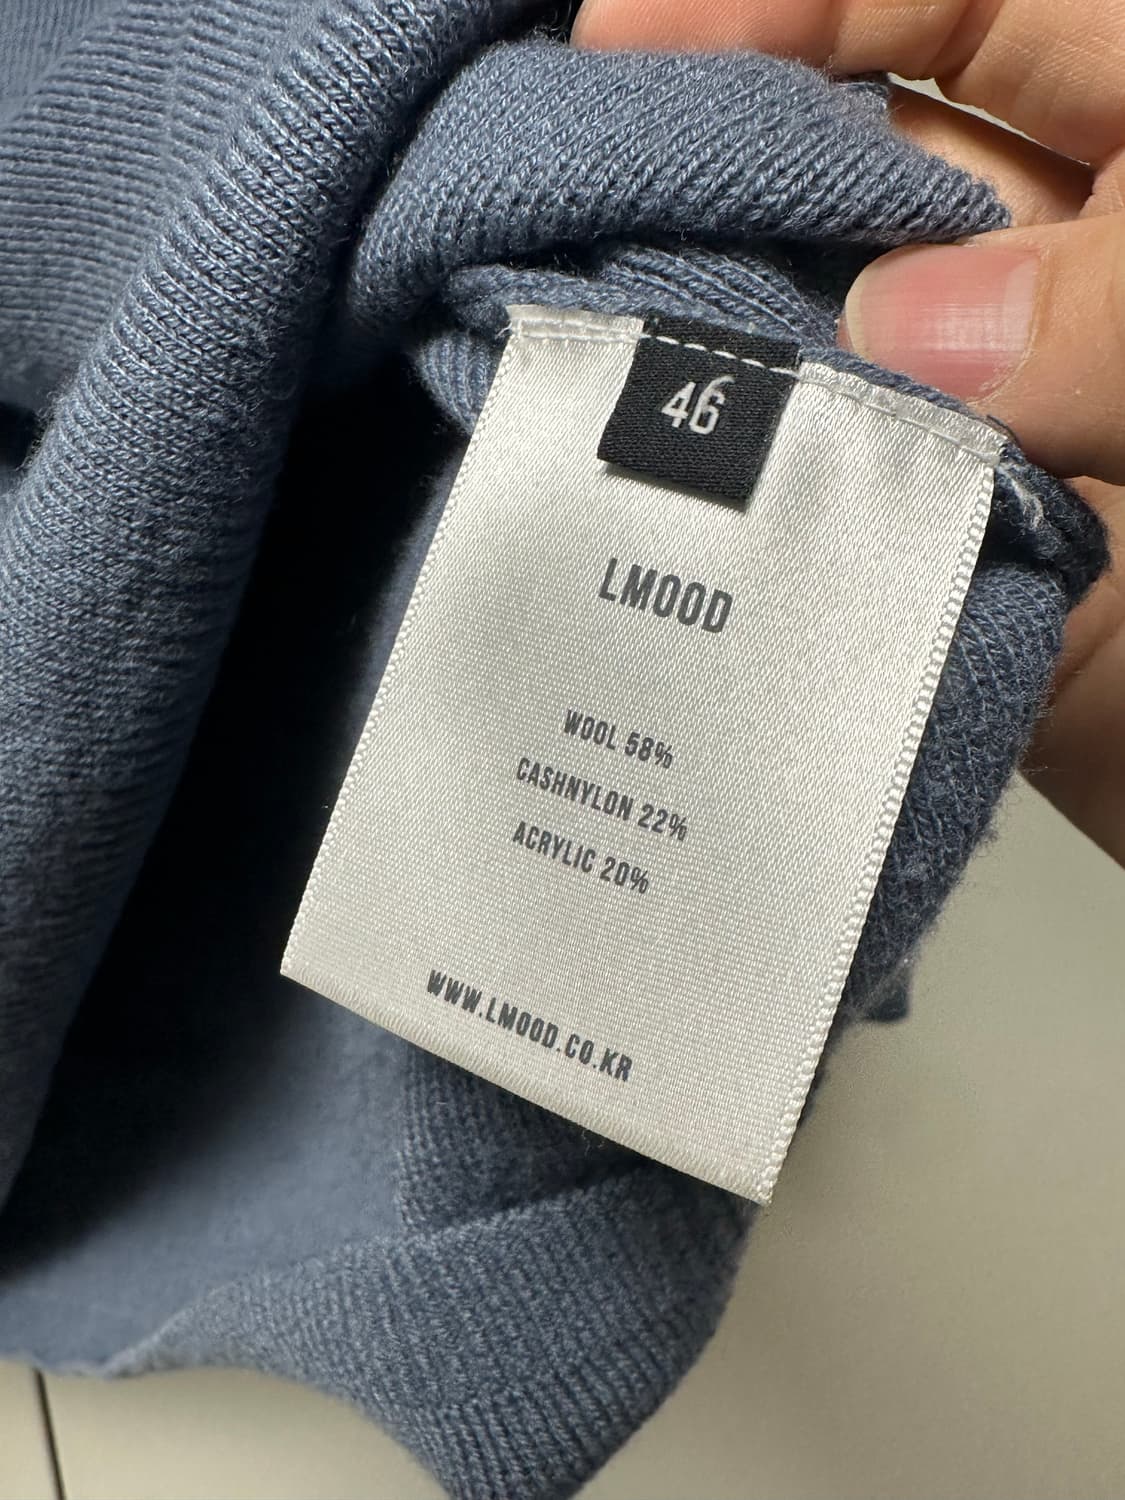 46
LMOOD
WOOL 58%
CASHNYLON 22%
ACRYLIC 20%
WWW.LMOOD.CO.KR